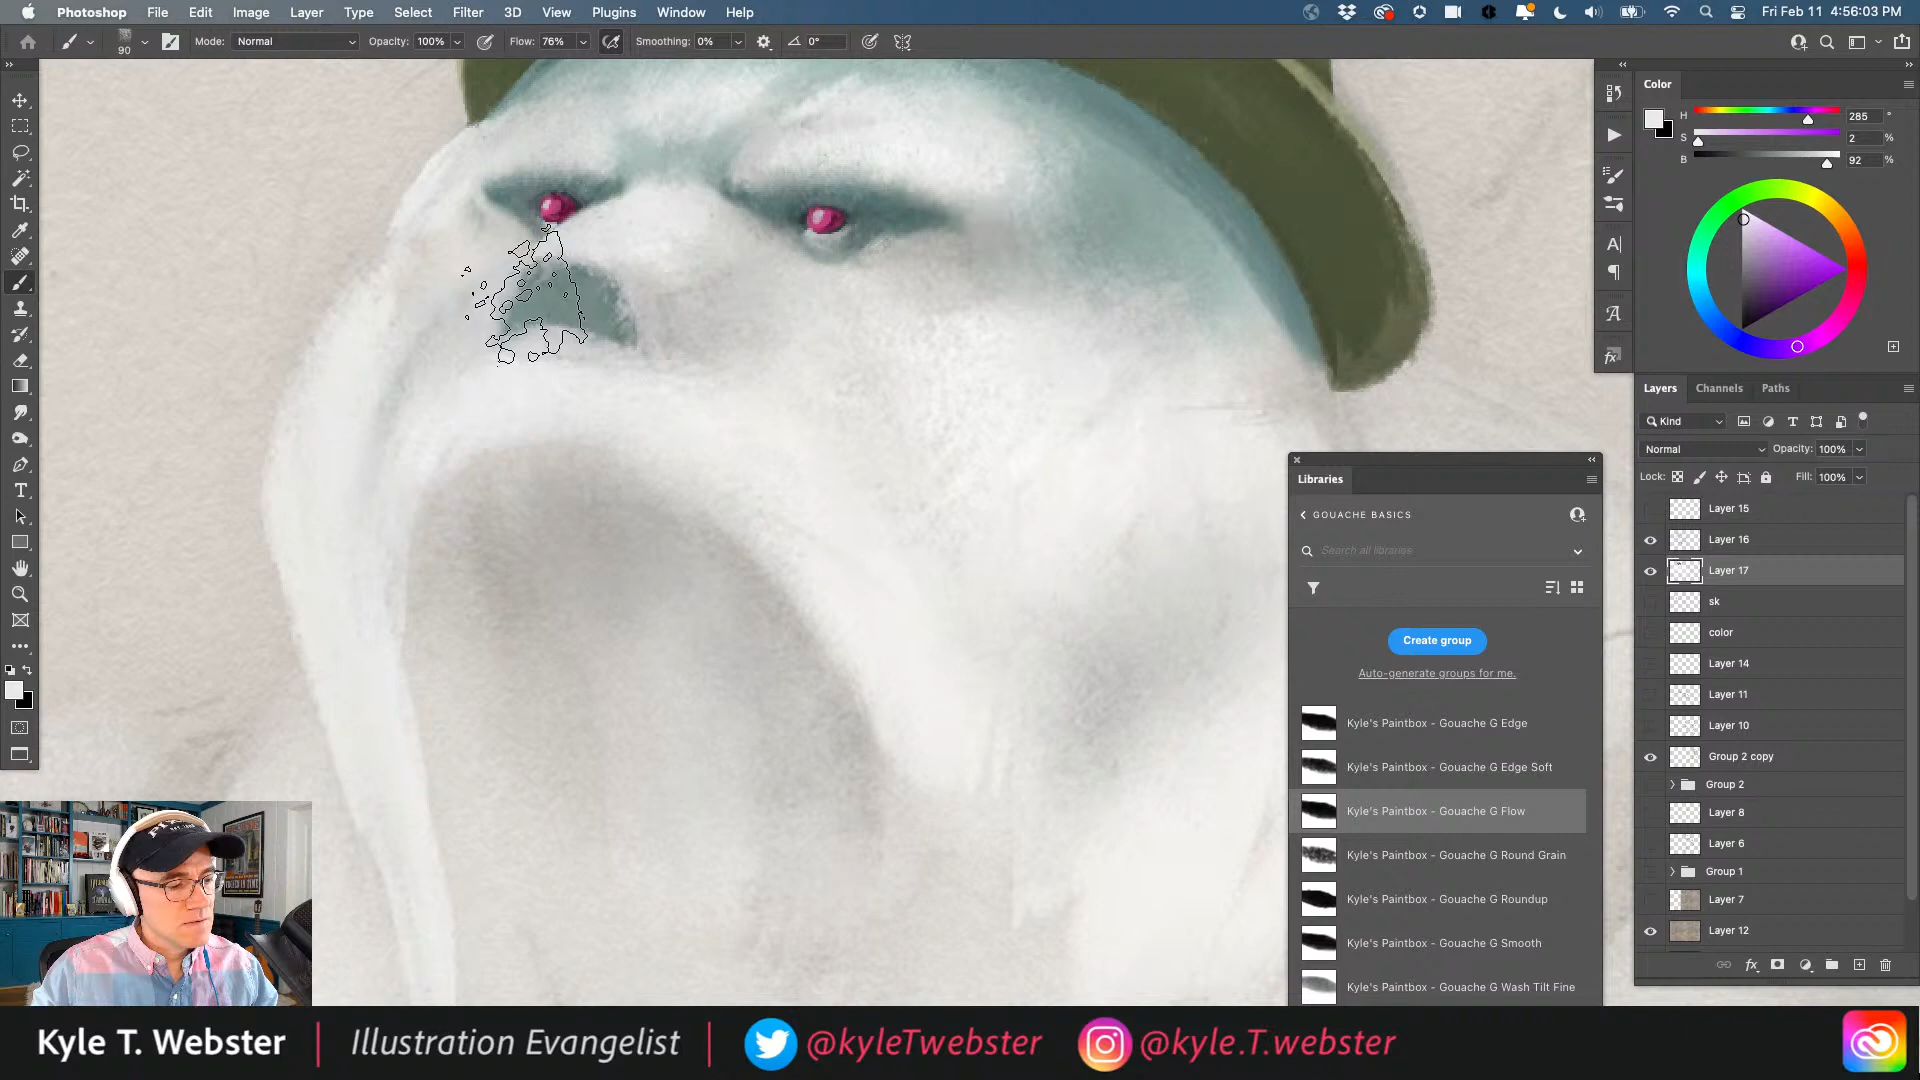 Photoshop File Edit Image Layer Type Select Filter 3D View Plugins Window Help Fri Feb 11 4:56:03 PM
90 Mode: Normal Opacity: 100% Flow: 76% Smoothing: 0% 0°
Color
H 285 °
S 2 %
B 92 %
Layers Channels Paths
Kind
Normal Opacity: 100%
Lock: Fill: 100%
Layer 15
Layer 16
Layer 17
sk
color
Layer 14
Layer 11
Layer 10
Group 2 copy
Group 2
Layer 8
Layer 6
Group 1
Layer 7
Layer 12
Libraries
GOUACHE BASICS
Search all libraries
Create group
Auto-generate groups for me.
Kyle's Paintbox - Gouache G Edge
Kyle's Paintbox - Gouache G Edge Soft
Kyle's Paintbox - Gouache G Flow
Kyle's Paintbox - Gouache G Round Grain
Kyle's Paintbox - Gouache G Roundup
Kyle's Paintbox - Gouache G Smooth
Kyle's Paintbox - Gouache G Wash Tilt Fine
Kyle T. Webster | Illustration Evangelist | @kyleTwebster @kyle.T.webster